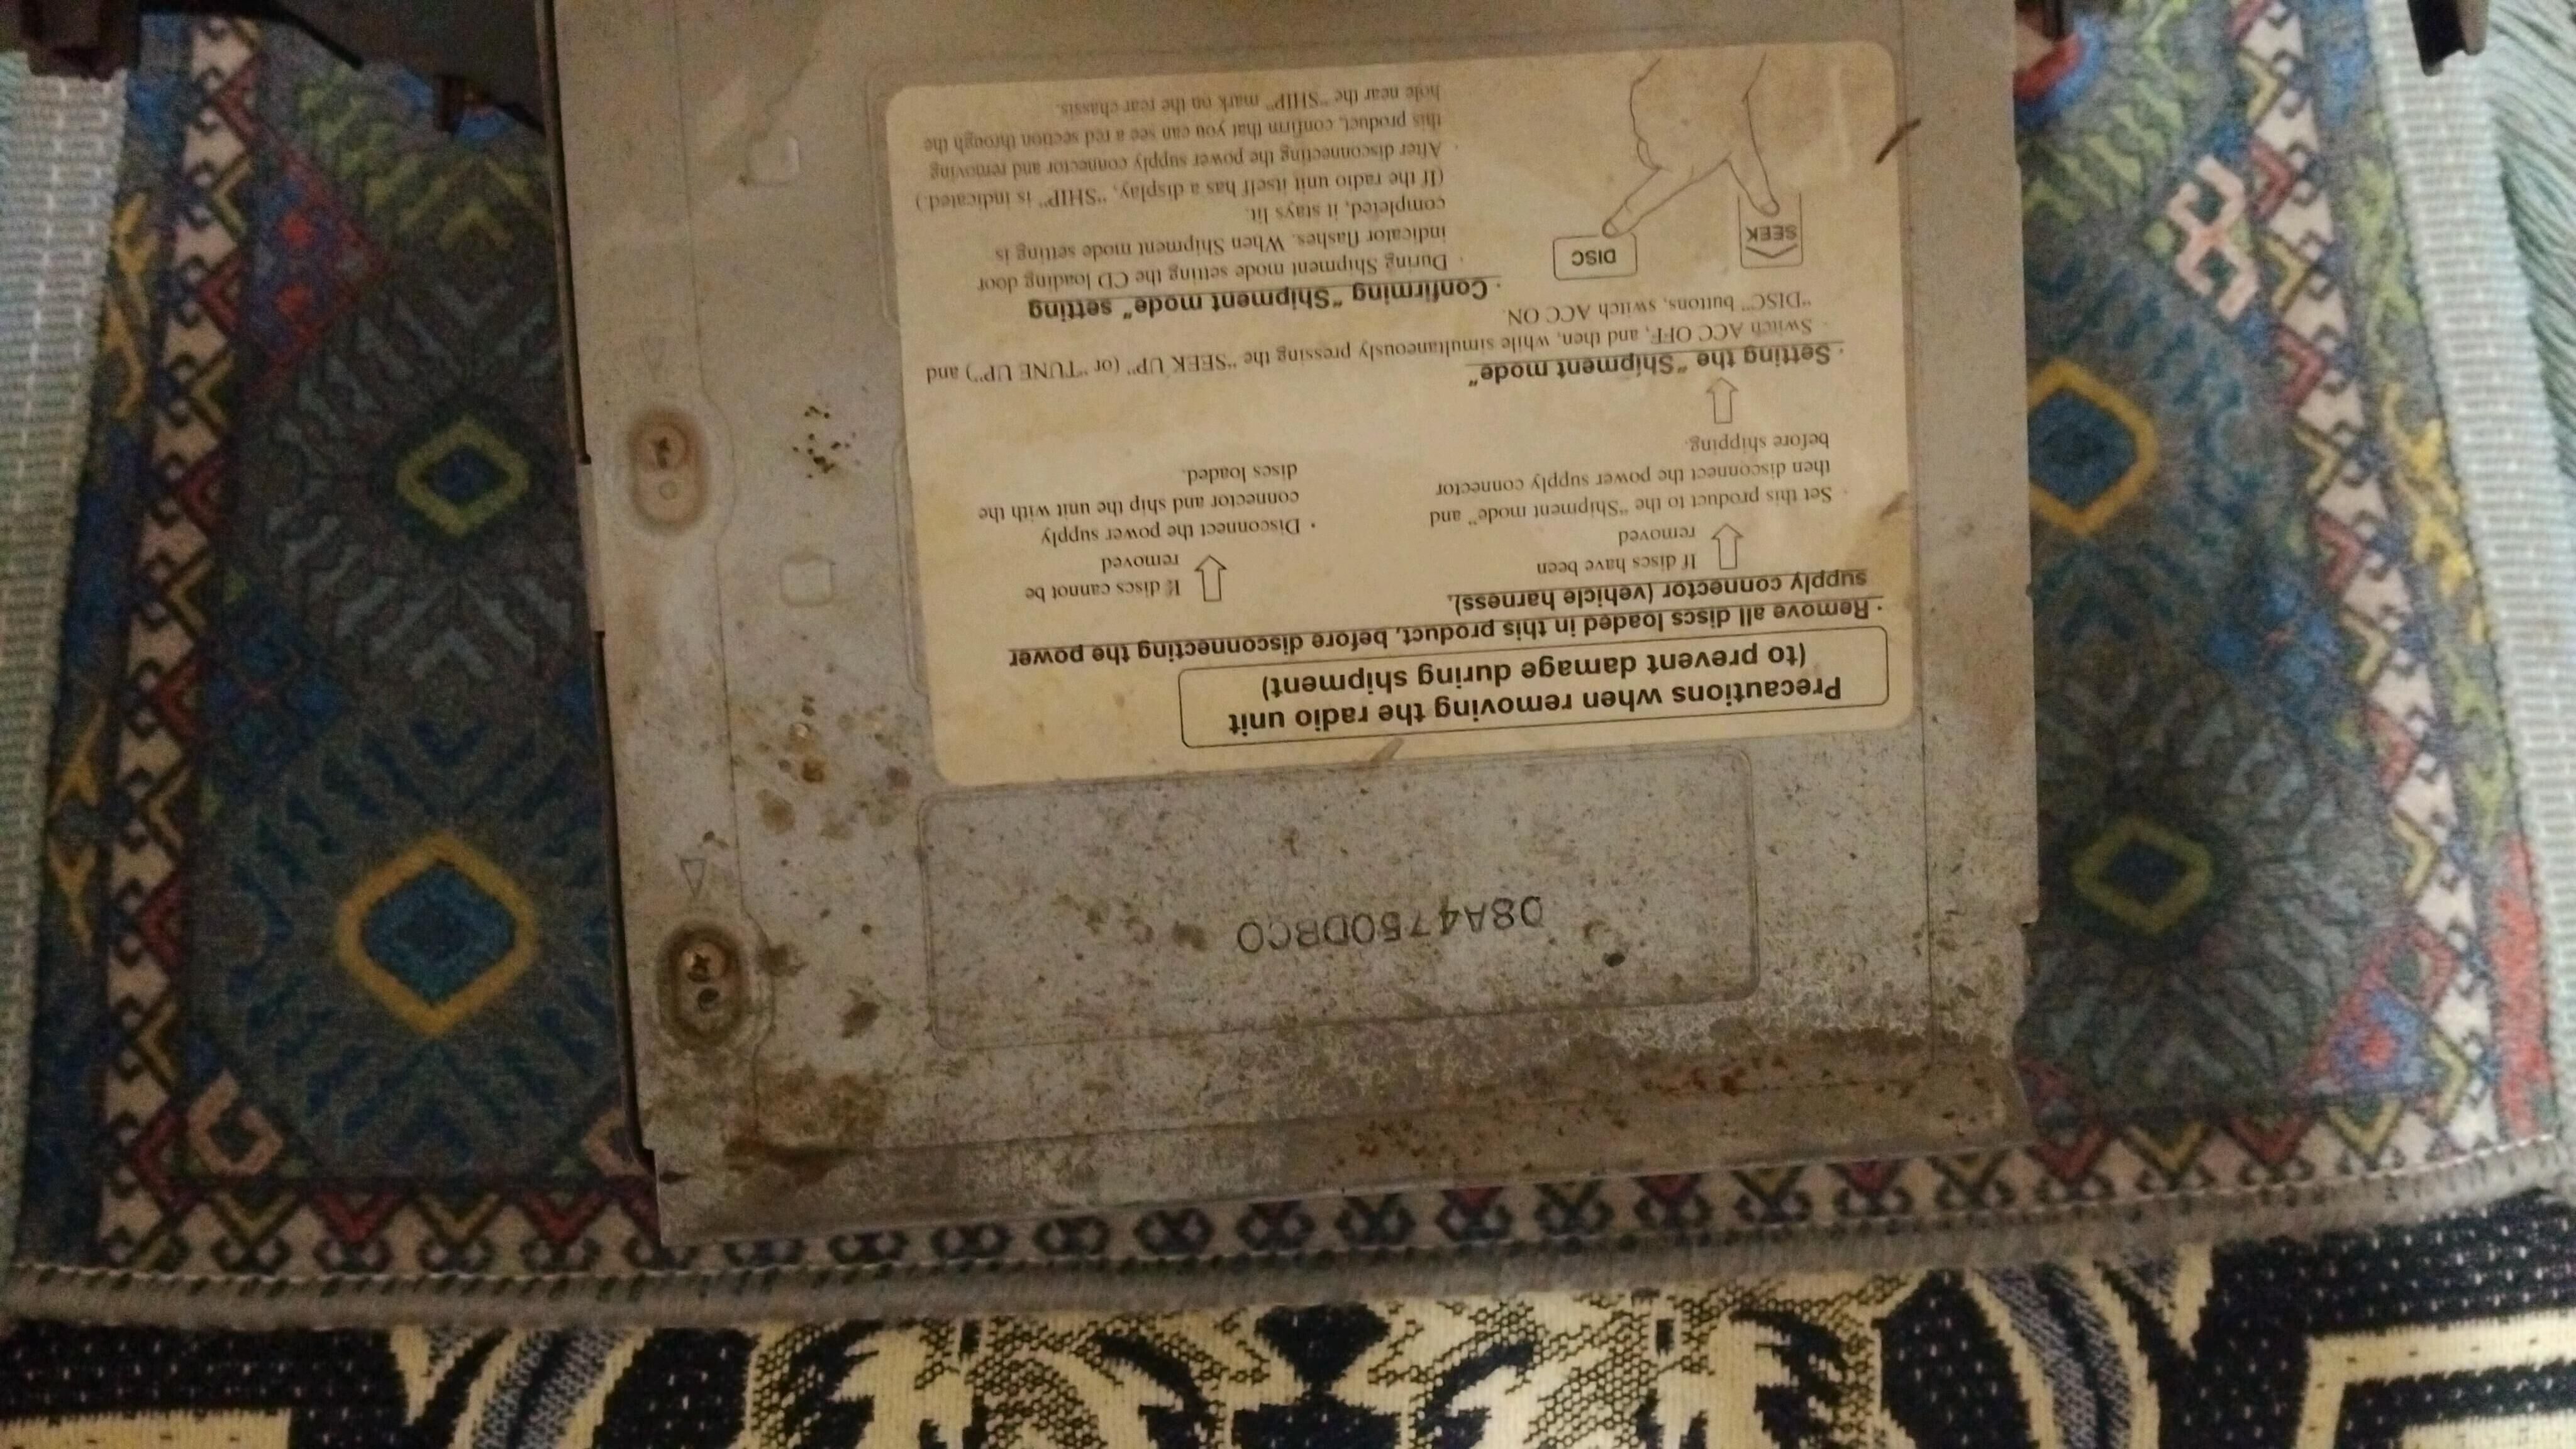 Precautions when removing the radio unit
(to prevent damage during shipment)
· Remove all discs loaded in this product, before disconnecting the power
supply connector (vehicle harness).
If discs have been
removed
· Set this product to the "Shipment mode" and
then disconnect the power supply connector
before shipping.
If discs cannot be
removed
· Disconnect the power supply
connector and ship the unit with the
discs loaded.
· Setting the "Shipment mode"
· Switch ACC OFF, and then, while simultaneously pressing the "SEEK UP" (or "TUNE UP") and
"DISC" buttons, switch ACC ON.
SEEK
DISC
· Confirming "Shipment mode" setting
· During Shipment mode setting the CD loading door
indicator flashes. When Shipment mode setting is
completed, it stays lit.
(If the radio unit itself has a display, "SHIP" is indicated.)
· After disconnecting the power supply connector and removing
this product, confirm that you can see a red section through the
hole near the "SHIP" mark on the rear chassis.
08A4750DBCO